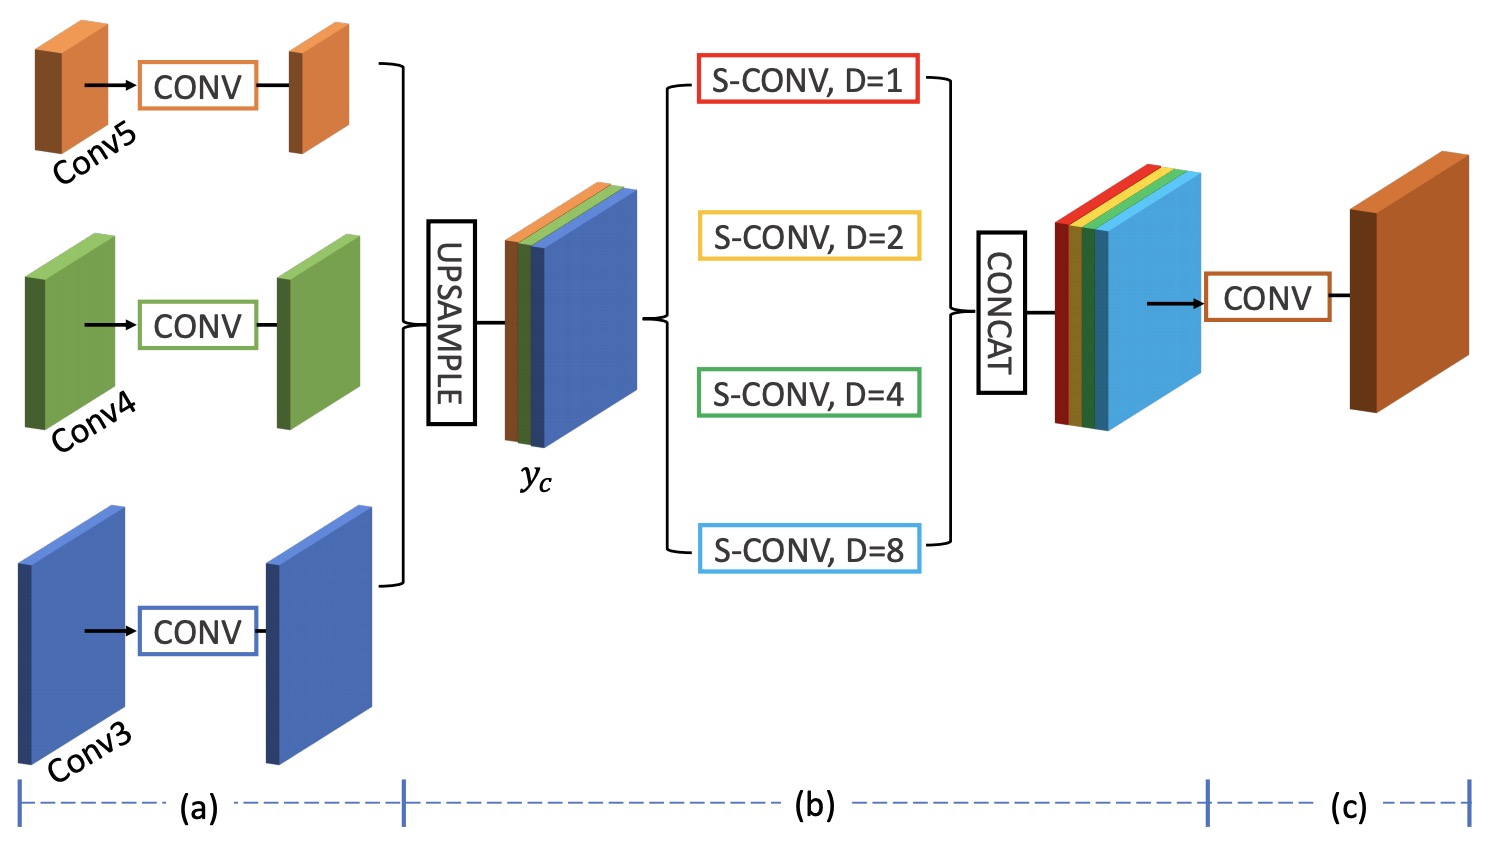 CONV
Conv5
CONV
Conv4
CONV
Conv3
UPSAMPLE
y_c
S-CONV, D=1
S-CONV, D=2
S-CONV, D=4
S-CONV, D=8
CONCAT
CONV
(a)
(b)
(c)